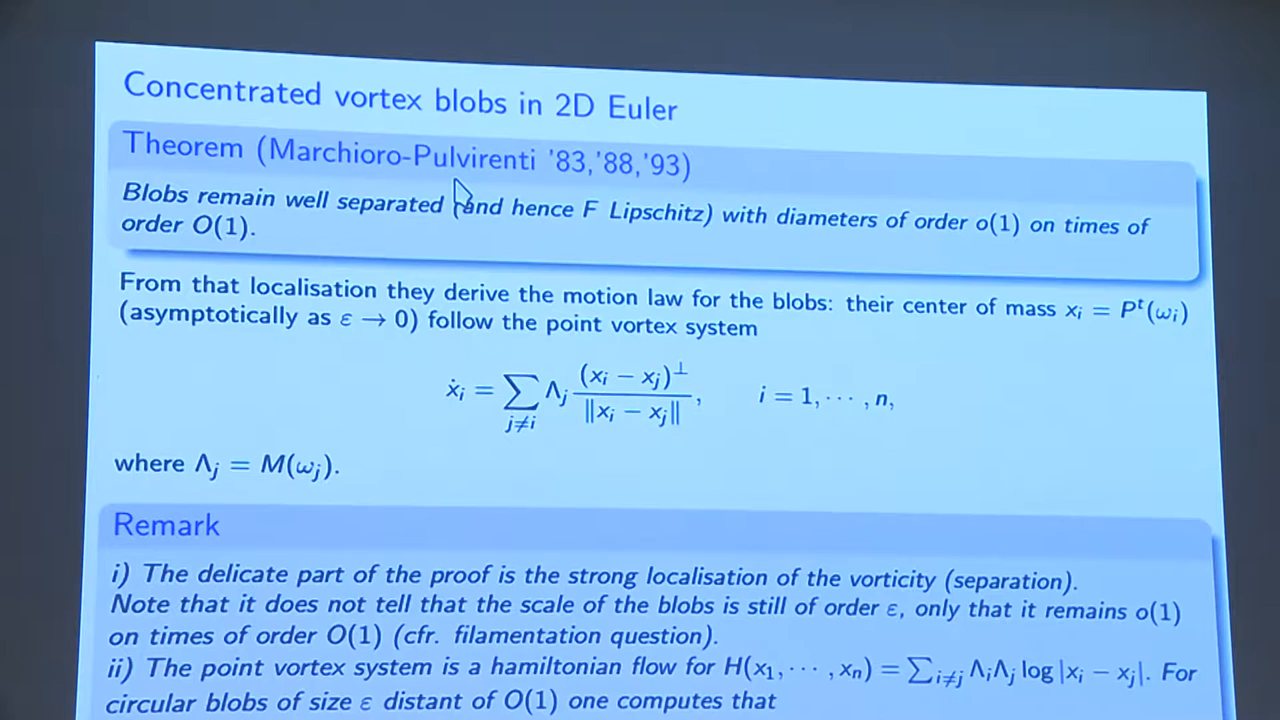 Concentrated vortex blobs in 2D Euler
Theorem (Marchioro-Pulvirenti '83,'88,'93)
Blobs remain well separated (and hence F Lipschitz) with diameters of order o(1) on times of
order O(1).
From that localisation they derive the motion law for the blobs: their center of mass xᵢ = Pᵗ(ωᵢ)
(asymptotically as ε → 0) follow the point vortex system
ẋᵢ = ∑_{j≠i} Λⱼ (xᵢ − xⱼ)^⊥ / ‖xᵢ − xⱼ‖, i = 1, ··· , n,
where Λⱼ = M(ωⱼ).
Remark
i) The delicate part of the proof is the strong localisation of the vorticity (separation).
Note that it does not tell that the scale of the blobs is still of order ε, only that it remains o(1)
on times of order O(1) (cfr. filamentation question).
ii) The point vortex system is a hamiltonian flow for H(x₁, ··· , xₙ) = ∑_{i≠j} ΛᵢΛⱼ log |xᵢ − xⱼ|. For
circular blobs of size ε distant of O(1) one computes that